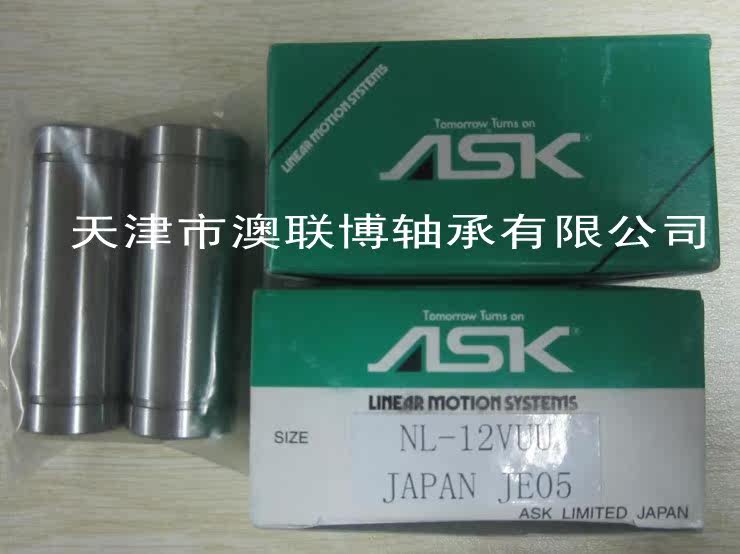 LINEAR MOTION SYSTEMS
Tomorrow Turns on
ASK®
天津市澳联博轴承有限公司
Tomorrow Turns on
ASK®
LINEAR MOTION SYSTEMS
SIZE NL-12VUU
JAPAN JE05
ASK LIMITED JAPAN